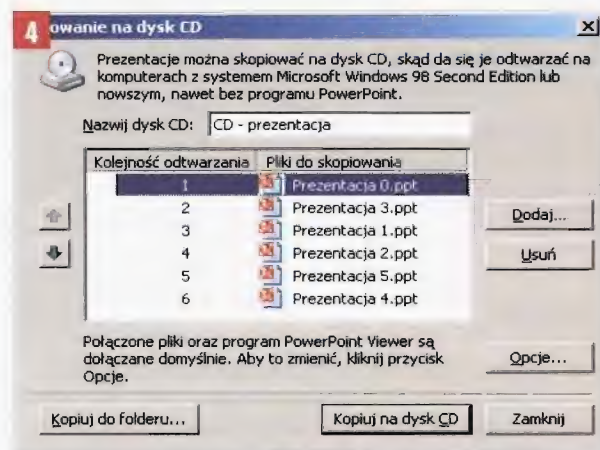 4
owanie na dysk CD
Prezentacje można skopiować na dysk CD, skąd da się je odtwarzać na
komputerach z systemem Microsoft Windows 98 Second Edition lub
nowszym, nawet bez programu PowerPoint.
Nazwij dysk CD: CD - prezentacja
Kolejność odtwarzania Pliki do skopiowania
1 Prezentacja 0.ppt
2 Prezentacja 3.ppt
3 Prezentacja 1.ppt
4 Prezentacja 2.ppt
5 Prezentacja 5.ppt
6 Prezentacja 4.ppt
Dodaj...
Usuń
Połączone pliki oraz program PowerPoint Viewer są
dołączane domyślnie. Aby to zmienić, kliknij przycisk
Opcje.
Opcje...
Kopiuj do folderu... Kopiuj na dysk CD Zamknij